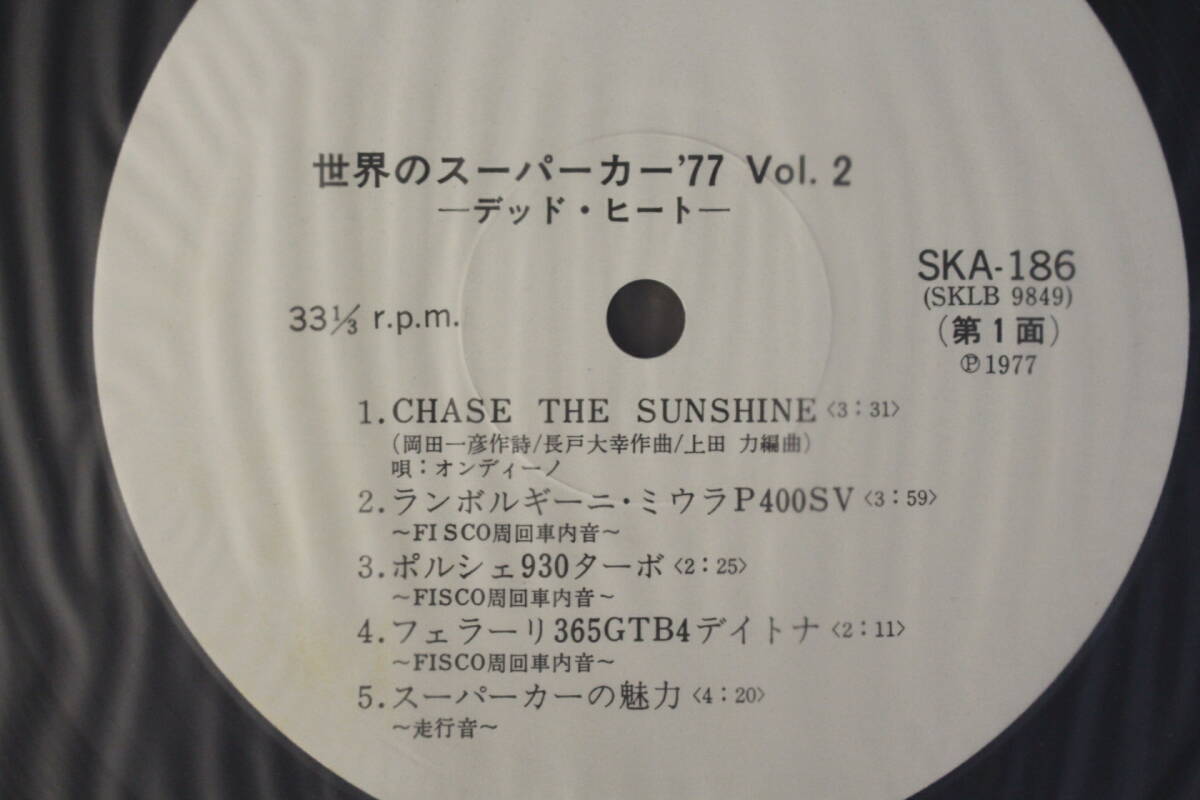 世界のスーパーカー'77 Vol. 2
―デッド・ヒート―
SKA-186
(SKLB 9849)
(第1面)
Ⓟ1977
33⅓ r.p.m.
1. CHASE THE SUNSHINE 〈3：31〉
(岡田一彦作詩/長戸大幸作曲/上田 力編曲)
唄：オンディーノ
2. ランボルギーニ・ミウラP400SV 〈3：59〉
～FISCO周回車内音～
3. ポルシェ930ターボ 〈2：25〉
～FISCO周回車内音～
4. フェラーリ365GTB4デイトナ 〈2：11〉
～FISCO周回車内音～
5. スーパーカーの魅力 〈4：20〉
～走行音～